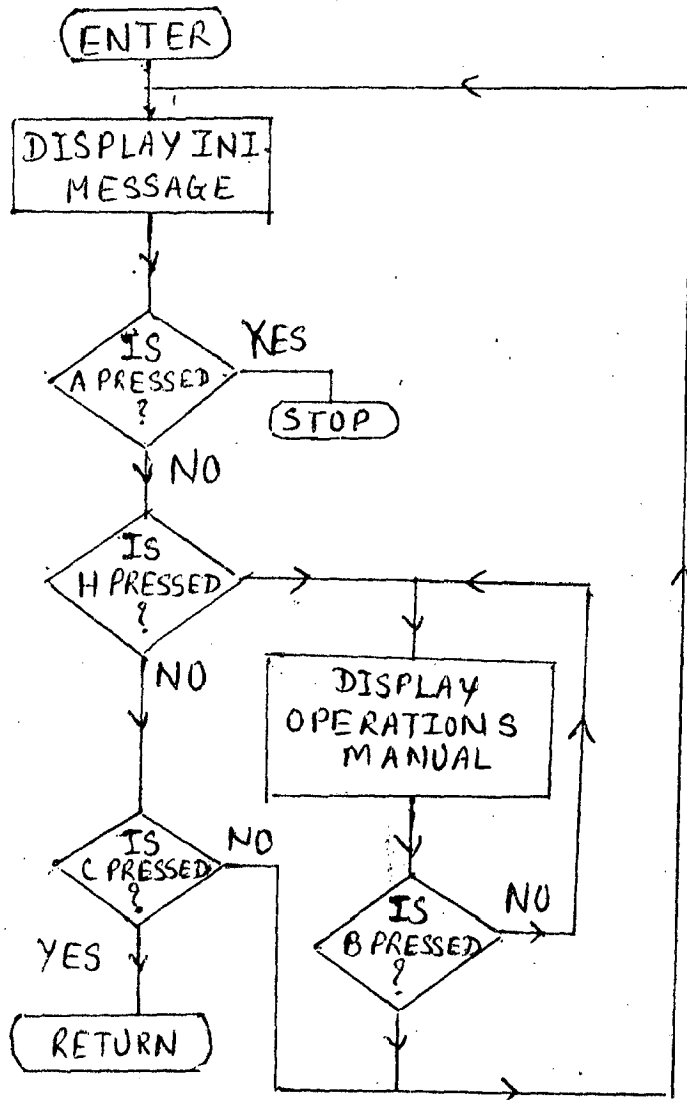 ENTER
DISPLAY INI.
MESSAGE
IS
A PRESSED
?
YES
STOP
NO
IS
H PRESSED
?
NO
DISPLAY
OPERATIONS
MANUAL
IS
C PRESSED
?
NO
YES
RETURN
IS
B PRESSED
?
NO